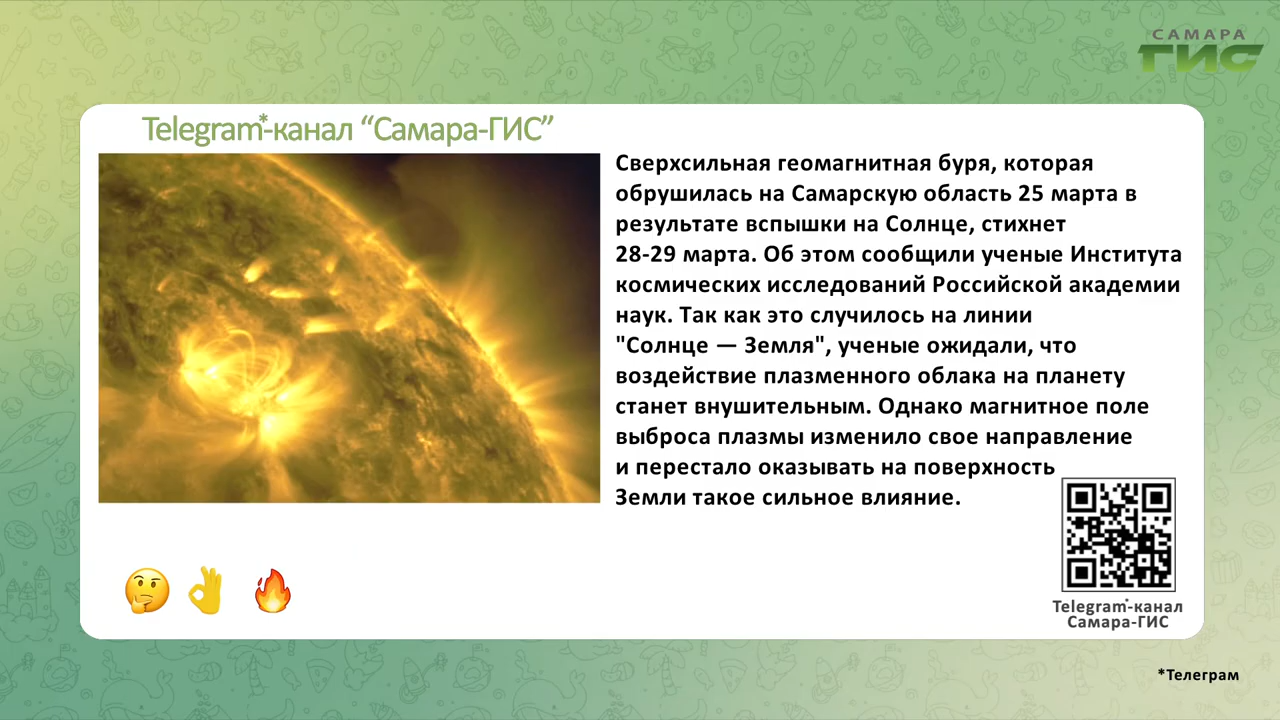 САМАРА
ГИС
Telegram*-канал “Самара-ГИС”
Сверхсильная геомагнитная буря, которая
обрушилась на Самарскую область 25 марта в
результате вспышки на Солнце, стихнет
28-29 марта. Об этом сообщили ученые Института
космических исследований Российской академии
наук. Так как это случилось на линии
"Солнце — Земля", ученые ожидали, что
воздействие плазменного облака на планету
станет внушительным. Однако магнитное поле
выброса плазмы изменило свое направление
и перестало оказывать на поверхность
Земли такое сильное влияние.
Telegram*-канал
Самара-ГИС
*Телеграм